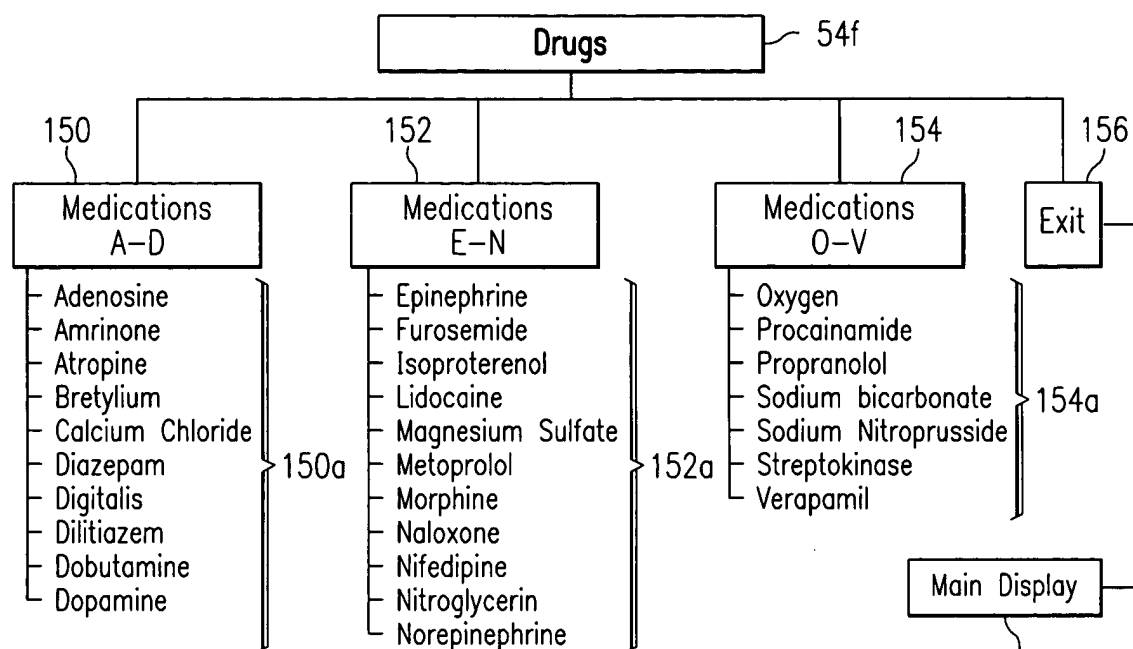 Drugs
54f
150
152
154
156
Medications
A-D
Medications
E-N
Medications
O-V
Exit
Adenosine
Amrinone
Atropine
Bretylium
Calcium Chloride
Diazepam
Digitalis
Dilitiazem
Dobutamine
Dopamine
150a
Epinephrine
Furosemide
Isoproterenol
Lidocaine
Magnesium Sulfate
Metoprolol
Morphine
Naloxone
Nifedipine
Nitroglycerin
Norepinephrine
152a
Oxygen
Procainamide
Propranolol
Sodium bicarbonate
Sodium Nitroprusside
Streptokinase
Verapamil
154a
Main Display